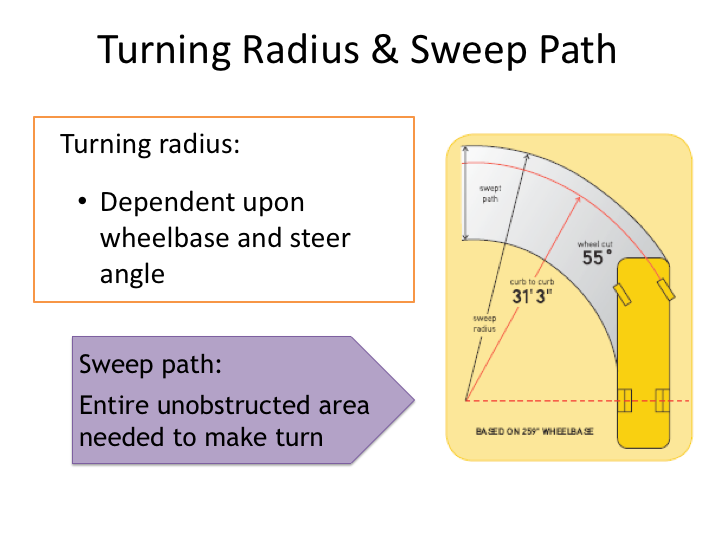 Turning Radius & Sweep Path
Turning radius:
• Dependent upon
wheelbase and steer
angle
Sweep path:
Entire unobstructed area
needed to make turn
swept
path
wheel cut
55°
curb to curb
31' 3"
sweep
radius
BASED ON 259" WHEELBASE